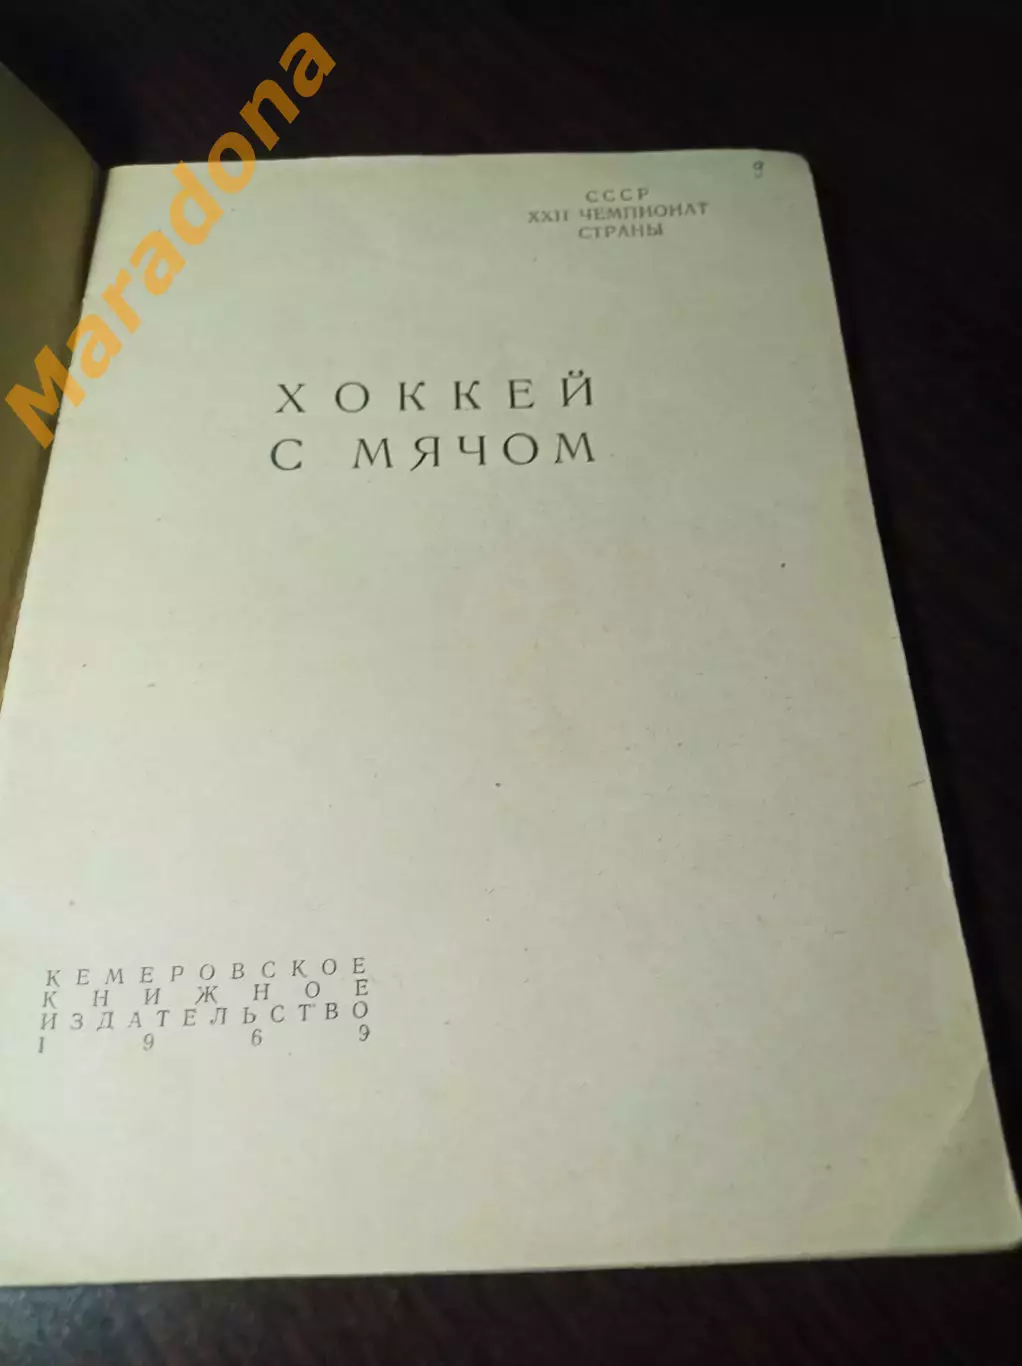 Maradona
9
СССР
XXII ЧЕМПИОНАТ
СТРАНЫ
ХОККЕЙ
С МЯЧОМ
КЕМЕРОВСКОЕ
КНИЖНОЕ
ИЗДАТЕЛЬСТВО
1969